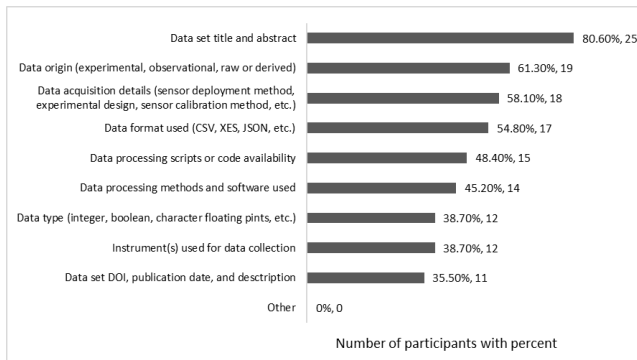 Data set title and abstract
80.60%, 25
Data origin (experimental, observational, raw or derived)
61.30%, 19
Data acquisition details (sensor deployment method,
experimental design, sensor calibration method, etc.)
58.10%, 18
Data format used (CSV, XES, JSON, etc.)
54.80%, 17
Data processing scripts or code availability
48.40%, 15
Data processing methods and software used
45.20%, 14
Data type (integer, boolean, character floating pints, etc.)
38.70%, 12
Instrument(s) used for data collection
38.70%, 12
Data set DOI, publication date, and desctription
35.50%, 11
Other
0%, 0
Number of participants with percent